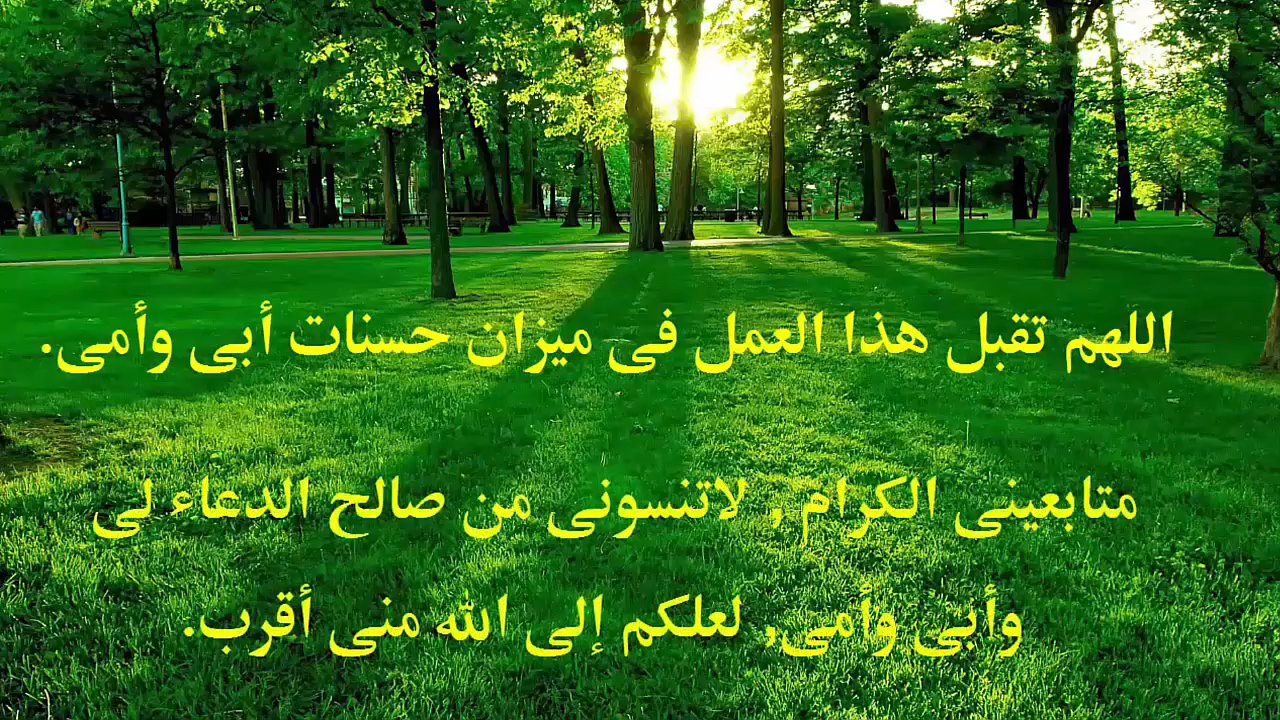 اللهم تقبل هذا العمل فى ميزان حسنات أبى وأمى.
متابعينى الكرام , لاتنسونى من صالح الدعاء لى
وأبى وأمى, لعلكم إلى الله منى أقرب.